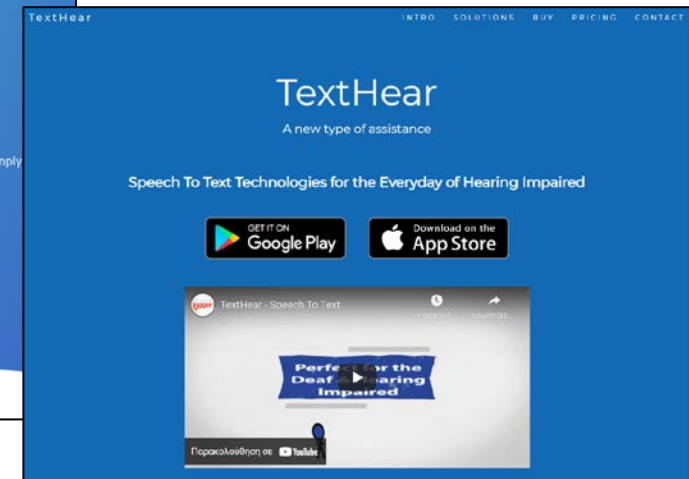 TextHear
INTRO SOLUTIONS BUY PRICING CONTACT
TextHear
A new type of assistance
Speech To Text Technologies for the Everyday of Hearing Impaired
GET IT ON
Google Play
Download on the
App Store
TextHear - Speech To Text
Perfect for the
Deaf & Hearing
Impaired
Παρακολούθηση σε YouTube